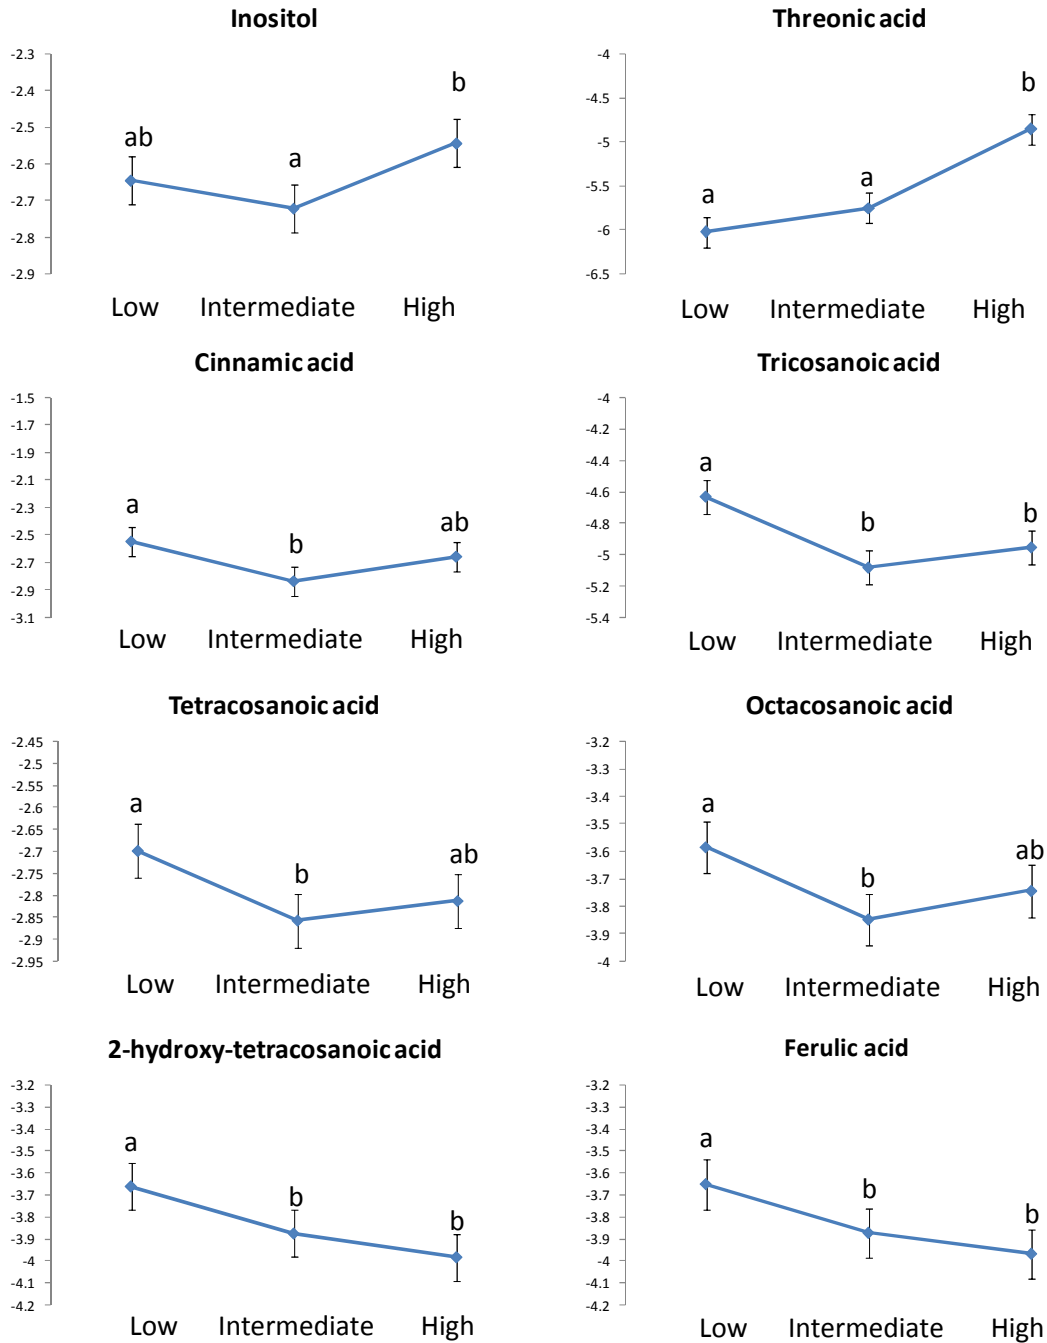 Inositol
-2.3
-2.4
b
-2.5
ab
a
-2.6
-2.7
-2.8
-2.9
Low Intermediate High
Threonic acid
-4
b
-4.5
-5
a
a
-5.5
-6
-6.5
Low Intermediate High
Cinnamic acid
-1.5
-1.7
-1.9
-2.1
-2.3
a
ab
-2.5
b
-2.7
-2.9
-3.1
Low Intermediate High
Tricosanoic acid
-4
-4.2
-4.4
a
-4.6
b
b
-4.8
-5
-5.2
-5.4
Low Intermediate High
Tetracosanoic acid
-2.45
-2.5
-2.55
a
-2.6
-2.65
ab
-2.7
b
-2.75
-2.8
-2.85
-2.9
-2.95
Low Intermediate High
Octacosanoic acid
-3.2
-3.3
-3.4
a
-3.5
ab
-3.6
b
-3.7
-3.8
-3.9
-4
Low Intermediate High
2-hydroxy-tetracosanoic acid
-3.2
-3.3
-3.4
a
-3.5
-3.6
b
-3.7
b
-3.8
-3.9
-4
-4.1
-4.2
Low Intermediate High
Ferulic acid
-3.2
-3.3
-3.4
a
-3.5
-3.6
b
-3.7
b
-3.8
-3.9
-4
-4.1
-4.2
Low Intermediate High